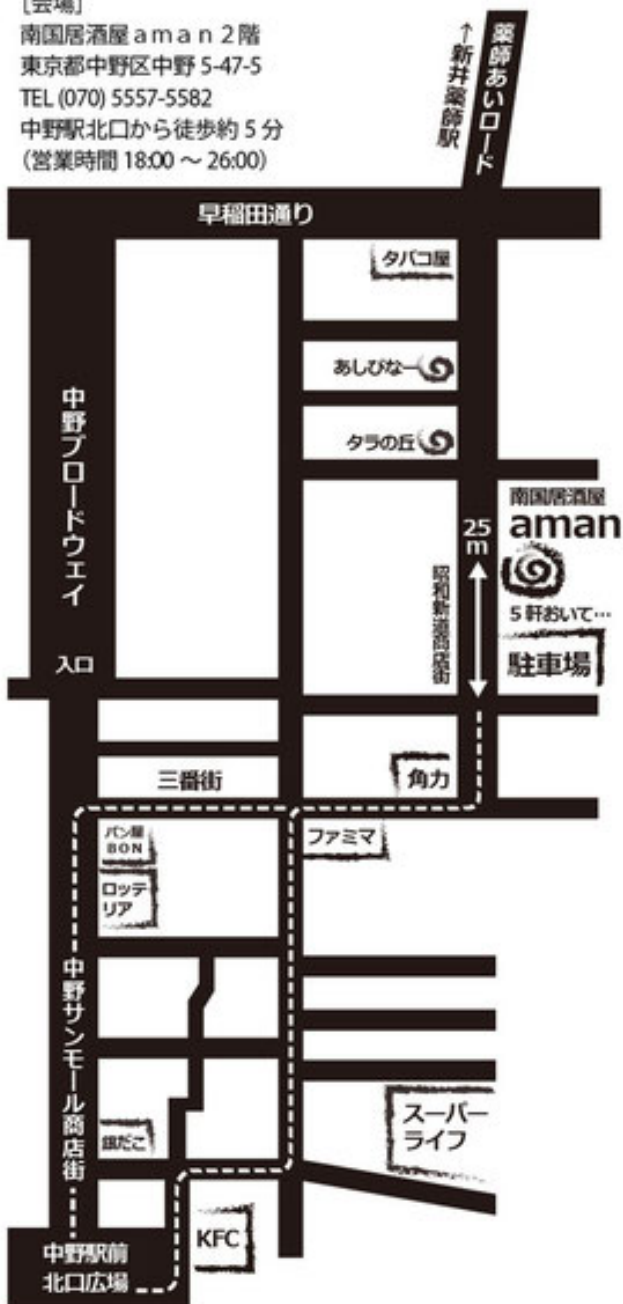 [会場]
南国居酒屋aman2階
東京都中野区中野 5-47-5
TEL (070) 5557-5582
中野駅北口から徒歩約 5 分
(営業時間 18:00 ～ 26:00)
薬師あいロード
↑新井薬師駅
早稲田通り
タバコ屋
あしびなー
タラの丘
中野ブロードウェイ
入口
25
m
昭和新道商店街
南国居酒屋
aman
5 軒おいて…
駐車場
角力
三番街
パン屋
BON
ファミマ
ロッテ
リア
中野サンモール商店街
スーパー
ライフ
銀だこ
KFC
中野駅前
北口広場